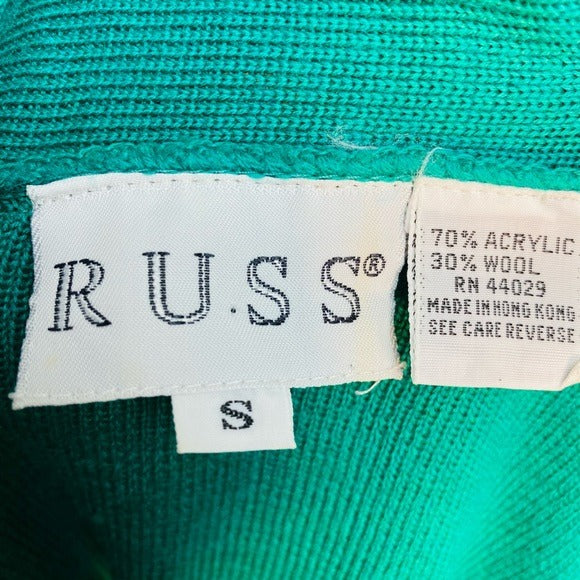 RUSS®
S
70% ACRYLIC
30% WOOL
RN 44029
MADE IN HONG KONG
SEE CARE REVERSE